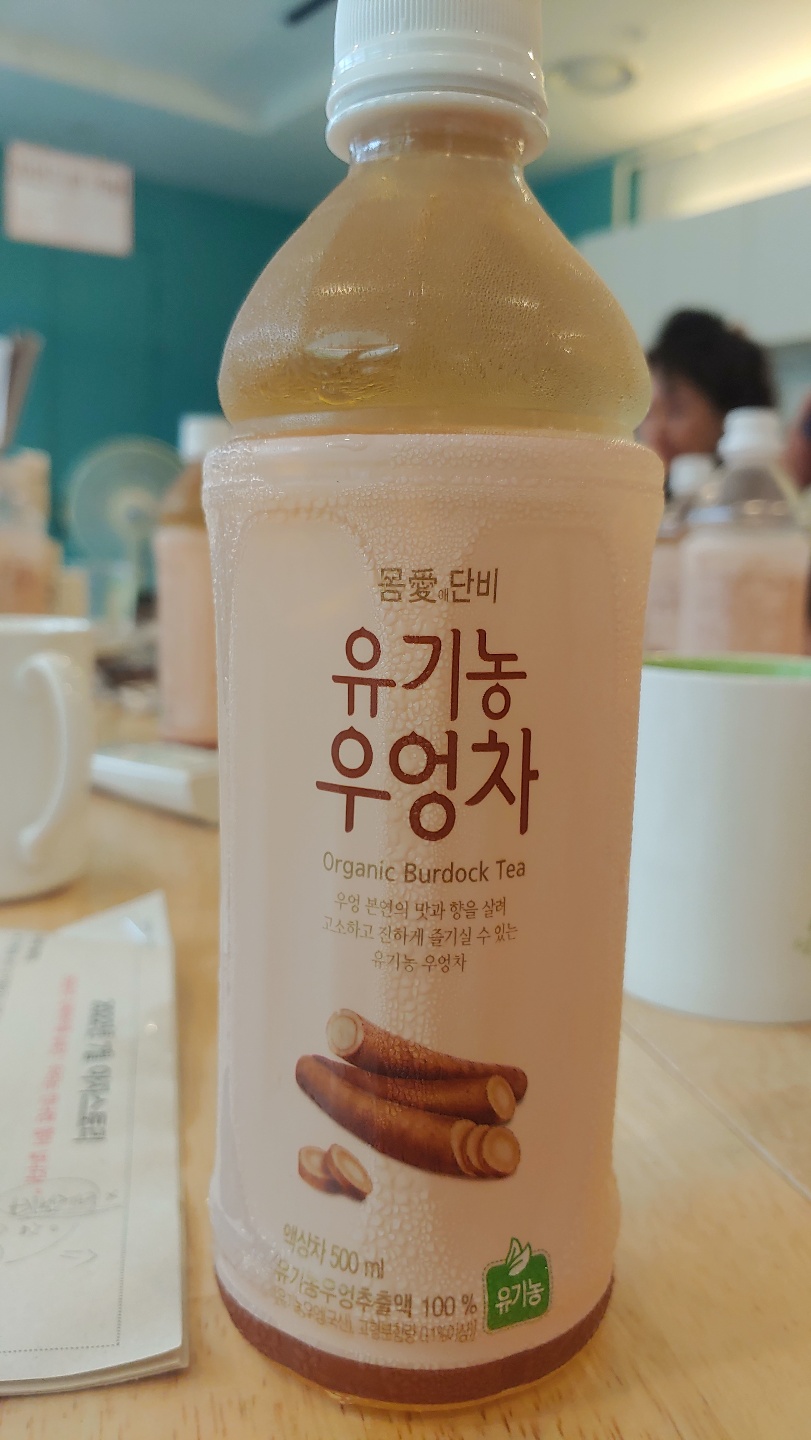 몸愛애단비
유기농
우엉차
Organic Burdock Tea
우엉 본연의 맛과 향을 살려
고소하고 진하게 즐기실 수 있는
유기농 우엉차
액상차 500 ml
유기농우엉추출액 100 %
유기농